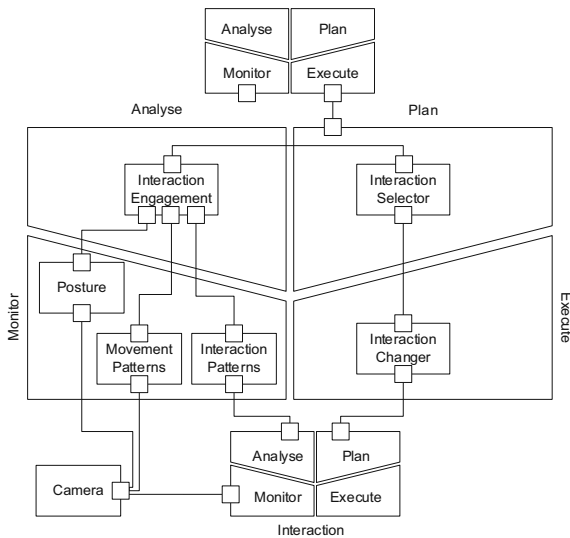 Analyse
Plan
Monitor
Execute
Analyse
Plan
Interaction
Engagement
Interaction
Selector
Posture
Monitor
Execute
Movement
Patterns
Interaction
Patterns
Interaction
Changer
Analyse
Plan
Camera
Monitor
Execute
Interaction